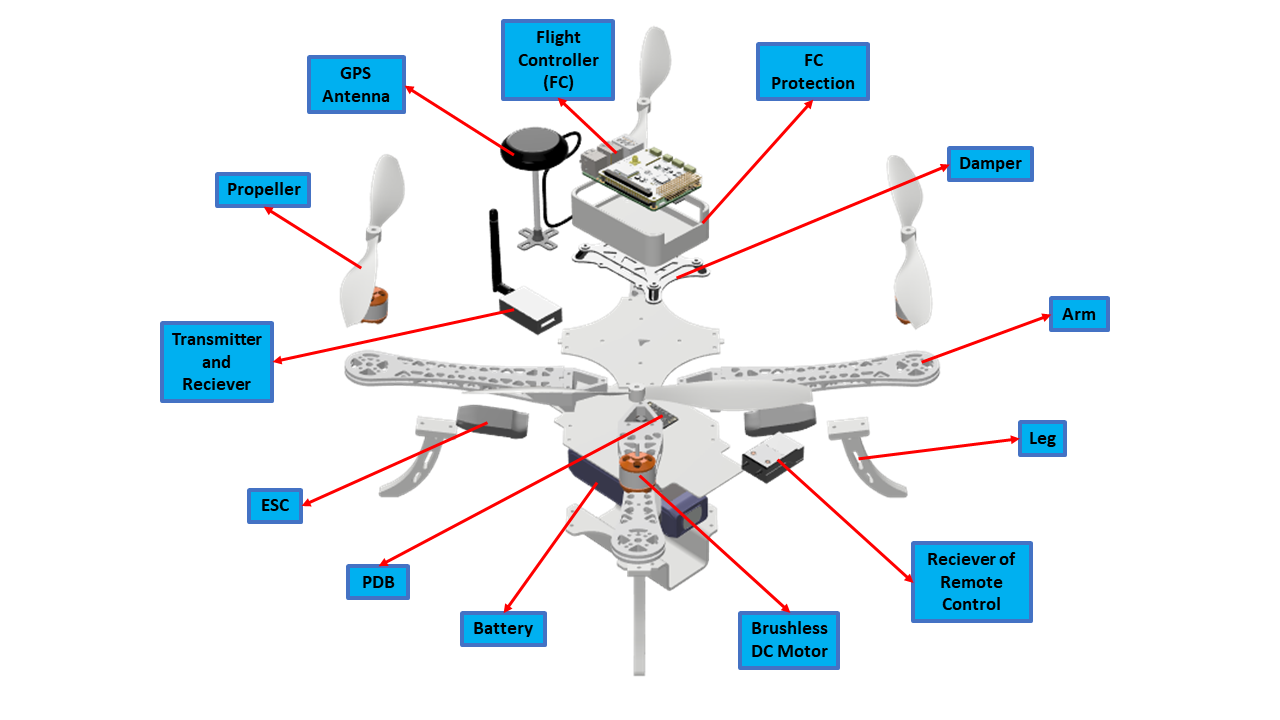 Flight
Controller
(FC)
FC
Protection
GPS
Antenna
Damper
Propeller
Arm
Transmitter
and
Reciever
Leg
ESC
Reciever of
Remote
Control
PDB
Battery
Brushless
DC Motor